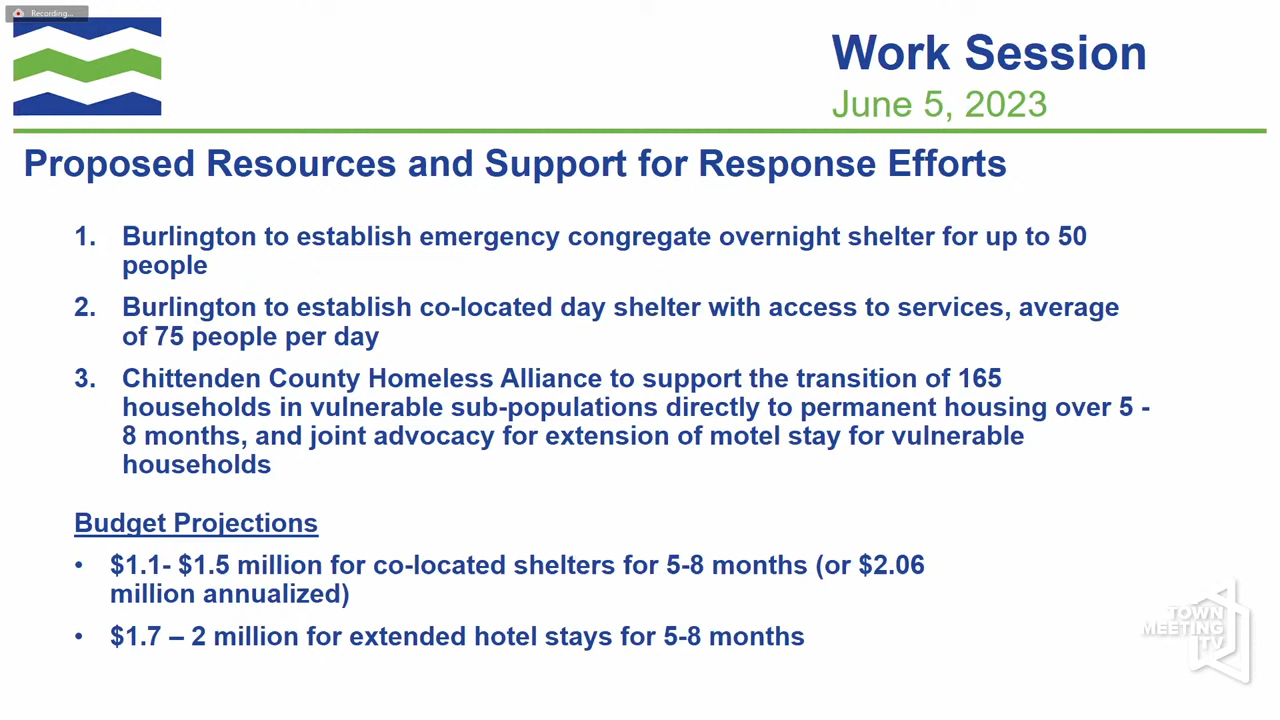 Recording...
Work Session
June 5, 2023
Proposed Resources and Support for Response Efforts
1. Burlington to establish emergency congregate overnight shelter for up to 50
people
2. Burlington to establish co-located day shelter with access to services, average
of 75 people per day
3. Chittenden County Homeless Alliance to support the transition of 165
households in vulnerable sub-populations directly to permanent housing over 5 -
8 months, and joint advocacy for extension of motel stay for vulnerable
households
Budget Projections
• $1.1- $1.5 million for co-located shelters for 5-8 months (or $2.06
million annualized)
• $1.7 – 2 million for extended hotel stays for 5-8 months
TOWN
MEETING
TV